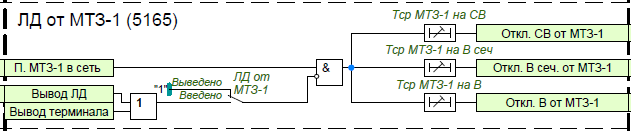 ЛД от МТЗ-1 (5165)
Тср МТЗ-1 на СВ
Откл. СВ от МТЗ-1
П. МТЗ-1 в сеть
&
Тср МТЗ-1 на В сеч
Откл. В сеч. от МТЗ-1
"1"
Выведено
Введено
ЛД от
МТЗ-1
Вывод ЛД
Вывод терминала
1
Тср МТЗ-1 на В
Откл. В от МТЗ-1